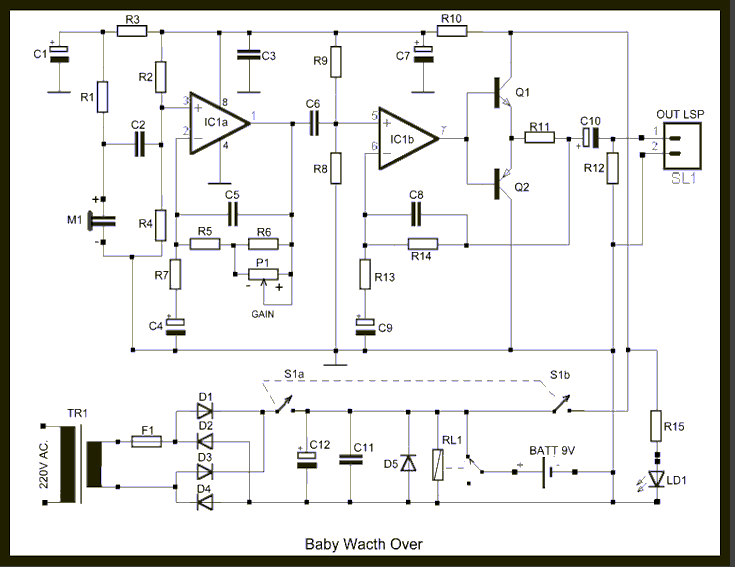 R3
R10
C1
C3
C7
R9
R2
R1
Q1
3
8
C6
1
IC1a
5
OUT LSP
C2
7
R11
C10
1
2
IC1b
2
4
6
R12
R8
SL1
Q2
C5
C8
M1
R4
R5
R6
R14
P1
R7
R13
GAIN
C4
C9
S1a
S1b
D1
TR1
F1
D2
R15
RL1
C12
C11
BATT 9V
D3
D5
220V AC.
D4
LD1
Baby Wacth Over